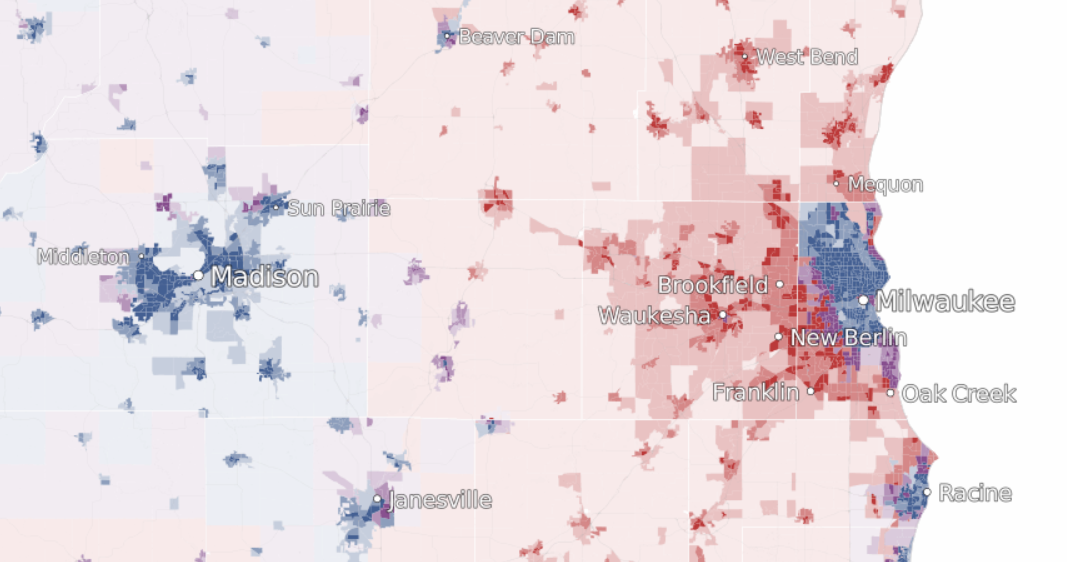 Beaver Dam
West Bend
Mequon
Sun Prairie
Middleton
Madison
Brookfield
Milwaukee
Waukesha
New Berlin
Franklin
Oak Creek
Janesville
Racine